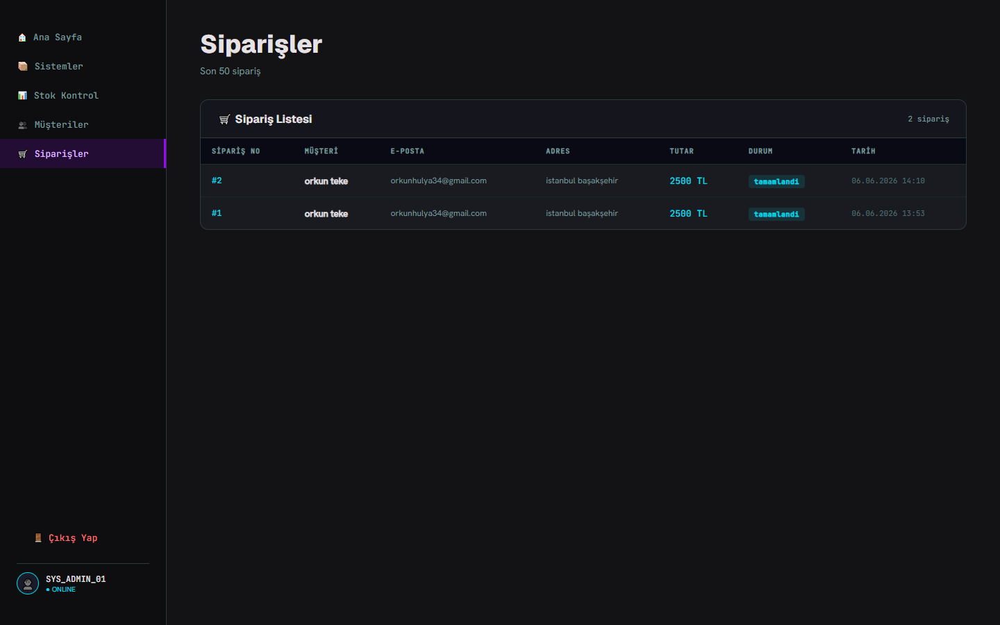 Ana Sayfa
Sistemler
Stok Kontrol
Müşteriler
Siparişler
Çıkış Yap
SYS_ADMIN_01
● ONLINE
Siparişler
Son 50 sipariş
Sipariş Listesi
2 sipariş
SİPARİŞ NO MÜŞTERİ E-POSTA ADRES TUTAR DURUM TARİH
#2 orkun teke orkunhulya34@gmail.com istanbul başakşehir 2500 TL tamamlandi 06.06.2026 14:10
#1 orkun teke orkunhulya34@gmail.com istanbul başakşehir 2500 TL tamamlandi 06.06.2026 13:53